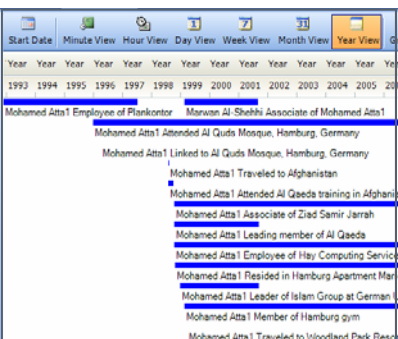 Start Date Minute View Hour View Day View Week View Month View Year View
Year Year Year Year Year Year Year Year Year Year Year Year Year
1993 1994 1995 1996 1997 1998 1999 2000 2001 2002 2003 2004 2005
Mohamed Atta1 Employee of Plankontor Marwan Al-Shehhi Associate of Mohamed Atta1
Mohamed Atta1 Attended Al Quds Mosque, Hamburg, Germany
Mohamed Atta1 Linked to Al Quds Mosque, Hamburg, Germany
Mohamed Atta1 Traveled to Afghanistan
Mohamed Atta1 Attended Al Qaeda training in Afghani
Mohamed Atta1 Associate of Ziad Samir Jarrah
Mohamed Atta1 Leading member of Al Qaeda
Mohamed Atta1 Employee of Hay Computing Service
Mohamed Atta1 Resided in Hamburg Apartment Mar
Mohamed Atta1 Leader of Islam Group at German
Mohamed Atta1 Member of Hamburg gym
Mohamed Atta1 Traveled to Woodland Park Reso